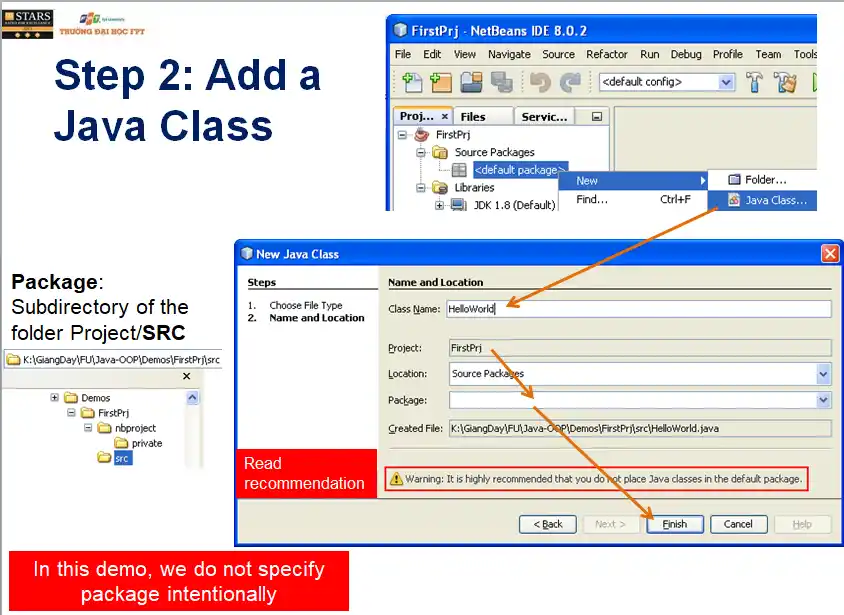 STARS
TRƯỜNG ĐẠI HỌC FPT
Step 2: Add a
Java Class
FirstPrj - NetBeans IDE 8.0.2
File Edit View Navigate Source Refactor Run Debug Profile Team Tools
<default config>
Proj... × Files Servic...
FirstPrj
Source Packages
<default package>
Libraries
JDK 1.8 (Default)
New
Find... Ctrl+F
Folder...
Java Class...
Package:
Subdirectory of the
folder Project/SRC
K:\GiangDay\FU\Java-OOP\Demos\FirstPrj\src
Demos
FirstPrj
nbproject
private
src
New Java Class
Steps
1. Choose File Type
2. Name and Location
Name and Location
Class Name: HelloWorld
Project: FirstPrj
Location: Source Packages
Package:
Created File: K:\GiangDay\FU\Java-OOP\Demos\FirstPrj\src\HelloWorld.java
Read
recommendation
Warning: It is highly recommended that you do not place Java classes in the default package.
< Back Next > Finish Cancel Help
In this demo, we do not specify
package intentionally